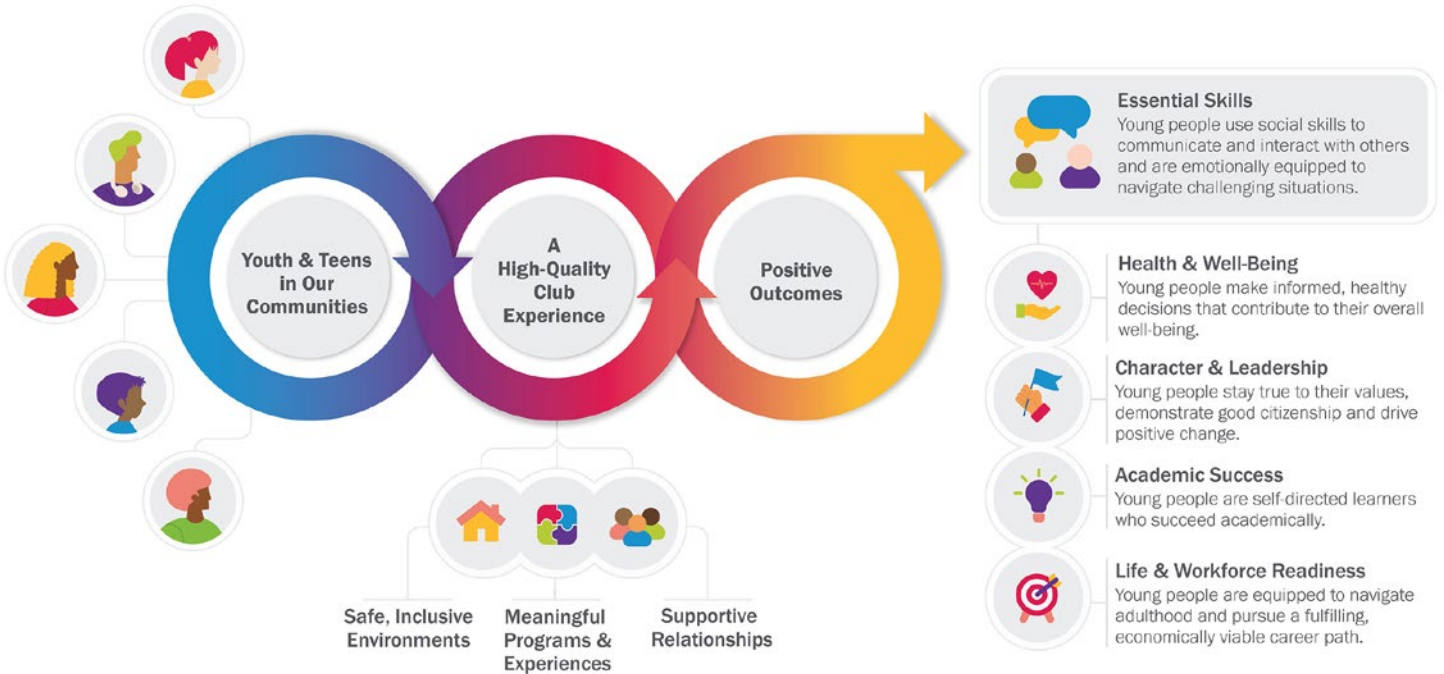 Youth & Teens
in Our
Communities
A
High-Quality
Club
Experience
Positive
Outcomes
Safe, Inclusive
Environments
Meaningful
Programs &
Experiences
Supportive
Relationships
Essential Skills
Young people use social skills to
communicate and interact with others
and are emotionally equipped to
navigate challenging situations.
Health & Well-Being
Young people make informed, healthy
decisions that contribute to their overall
well-being.
Character & Leadership
Young people stay true to their values,
demonstrate good citizenship and drive
positive change.
Academic Success
Young people are self-directed learners
who succeed academically.
Life & Workforce Readiness
Young people are equipped to navigate
adulthood and pursue a fulfilling,
economically viable career path.